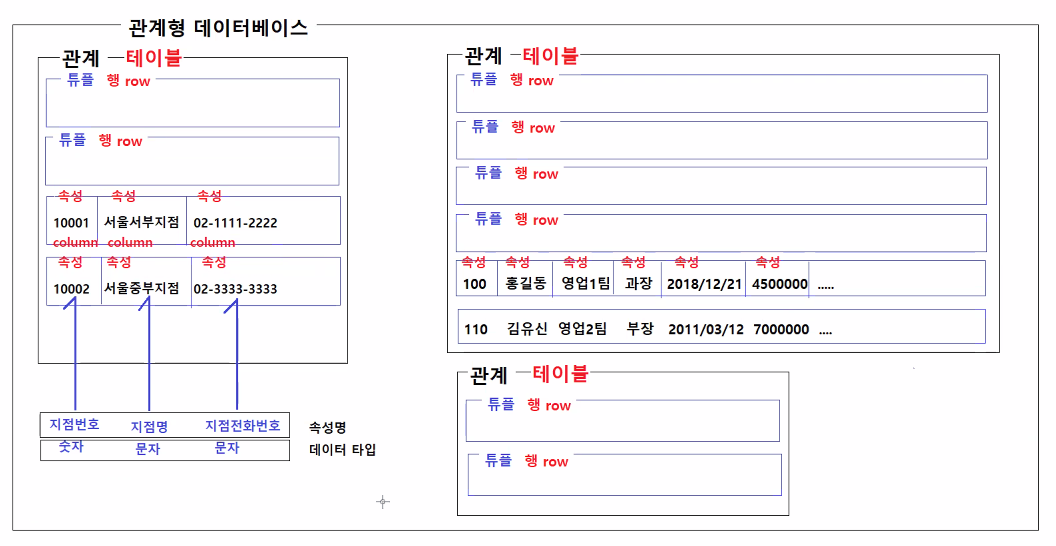 관계형 데이터베이스
관계 테이블
튜플 행 row
튜플 행 row
속성 속성 속성
10001 서울서부지점 02-1111-2222
column column column
속성 속성 속성
10002 서울중부지점 02-3333-3333
지점번호 지점명 지점전화번호 속성명
숫자 문자 문자 데이터 타입
관계 테이블
튜플 행 row
튜플 행 row
튜플 행 row
튜플 행 row
속성 속성 속성 속성 속성 속성
100 홍길동 영업1팀 과장 2018/12/21 4500000 .....
110 김유신 영업2팀 부장 2011/03/12 7000000 ....
관계 테이블
튜플 행 row
튜플 행 row